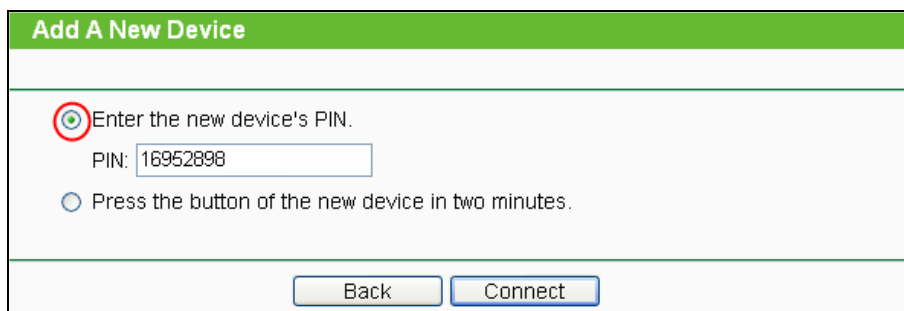 Add A New Device
Enter the new device's PIN.
PIN: 16952898
Press the button of the new device in two minutes.
Back Connect